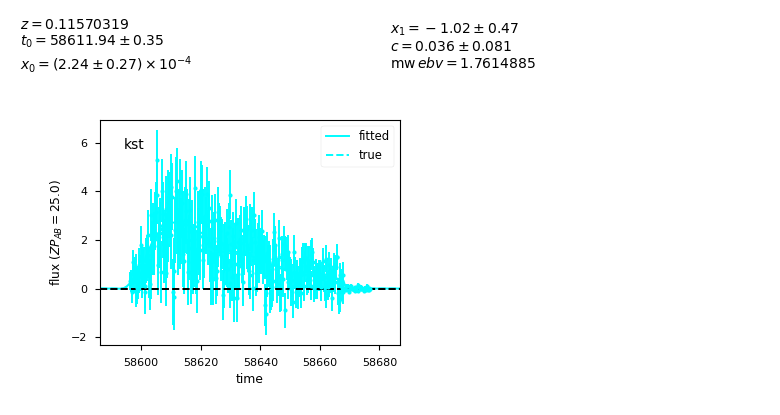 z = 0.11570319
t₀ = 58611.94 ± 0.35
x₀ = (2.24 ± 0.27) × 10⁻⁴
x₁ = −1.02 ± 0.47
c = 0.036 ± 0.081
mw ebv = 1.7614885
kst
fitted
true
flux (ZP_AB = 25.0)
6
4
2
0
−2
58600 58620 58640 58660 58680
time